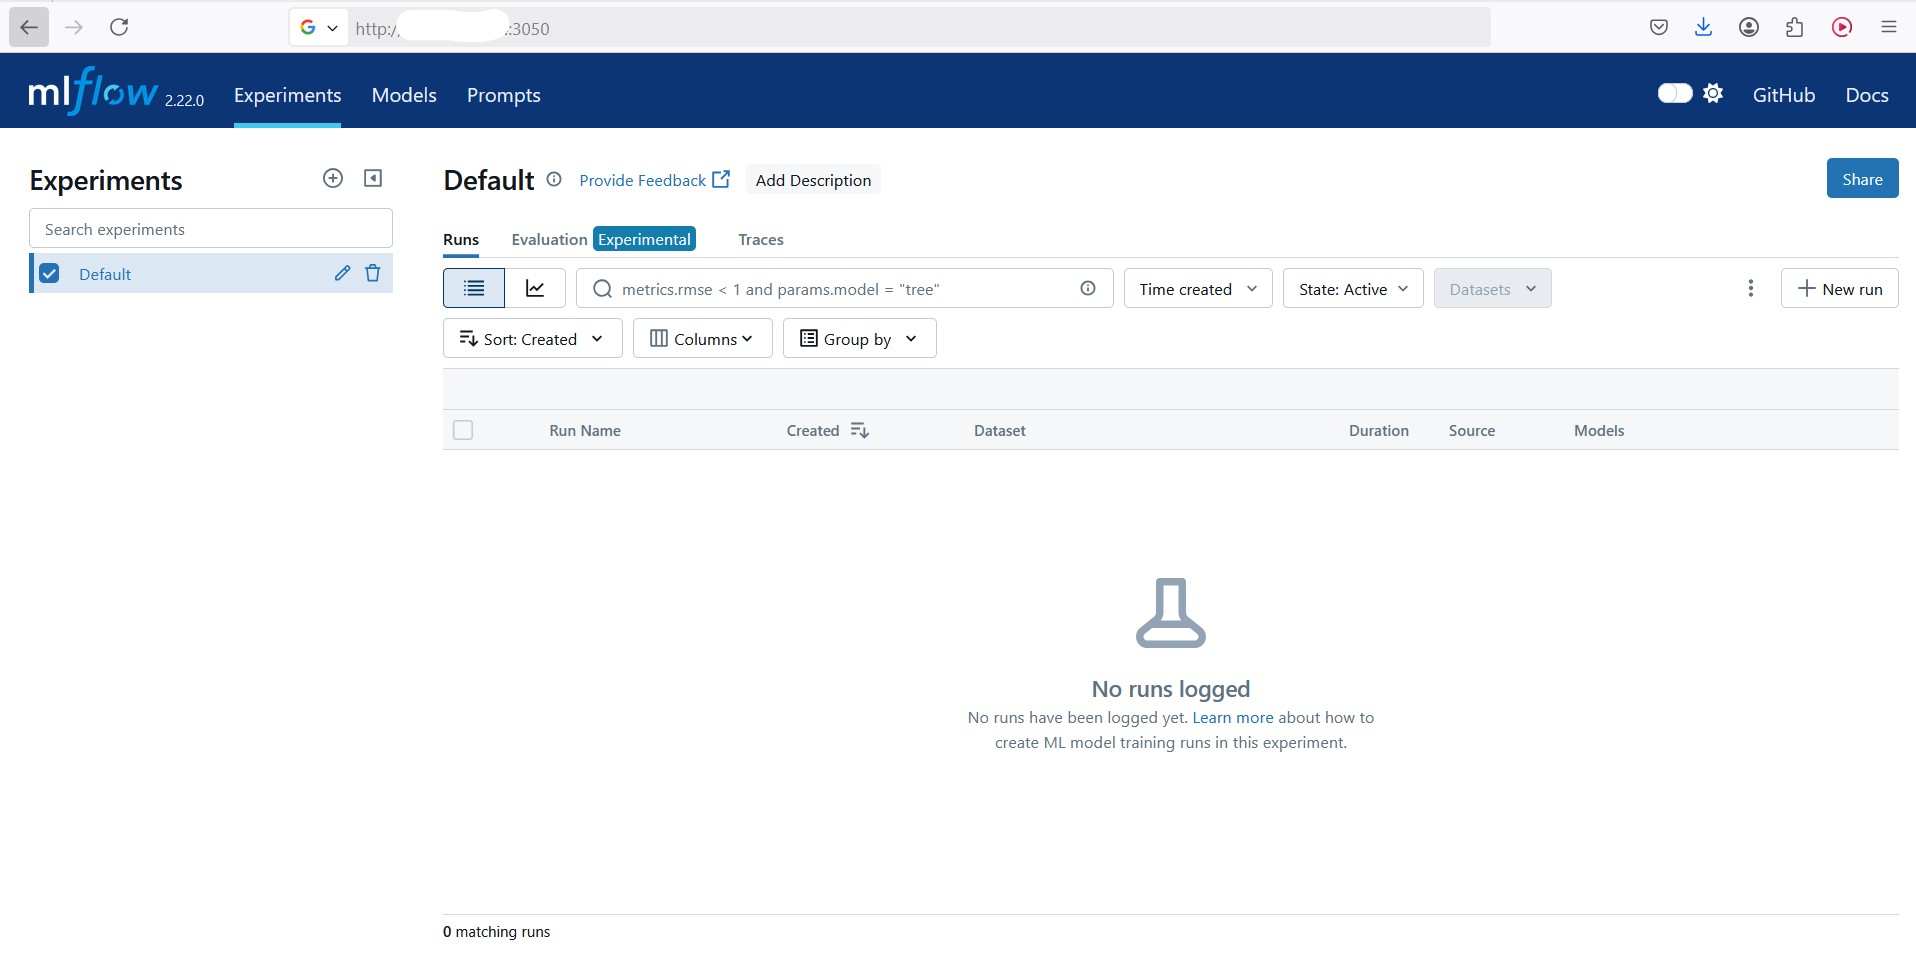 http:/ :3050
mlflow 2.22.0 Experiments Models Prompts GitHub Docs
Experiments
Search experiments
Default
Default Provide Feedback Add Description Share
Runs Evaluation Experimental Traces
metrics.rmse < 1 and params.model = "tree" Time created State: Active Datasets New run
Sort: Created Columns Group by
Run Name Created Dataset Duration Source Models
No runs logged
No runs have been logged yet. Learn more about how to
create ML model training runs in this experiment.
0 matching runs